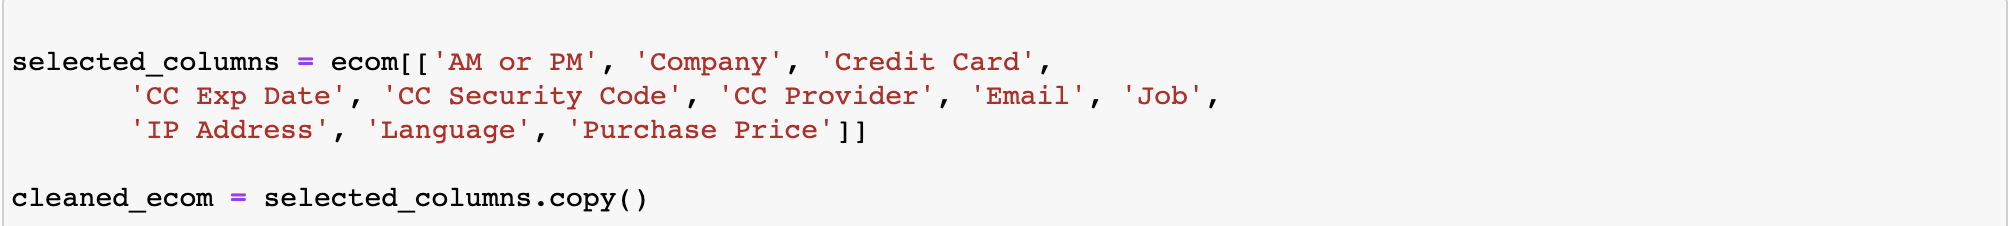 selected_columns = ecom[['AM or PM', 'Company', 'Credit Card',
       'CC Exp Date', 'CC Security Code', 'CC Provider', 'Email', 'Job',
       'IP Address', 'Language', 'Purchase Price']]
cleaned_ecom = selected_columns.copy()